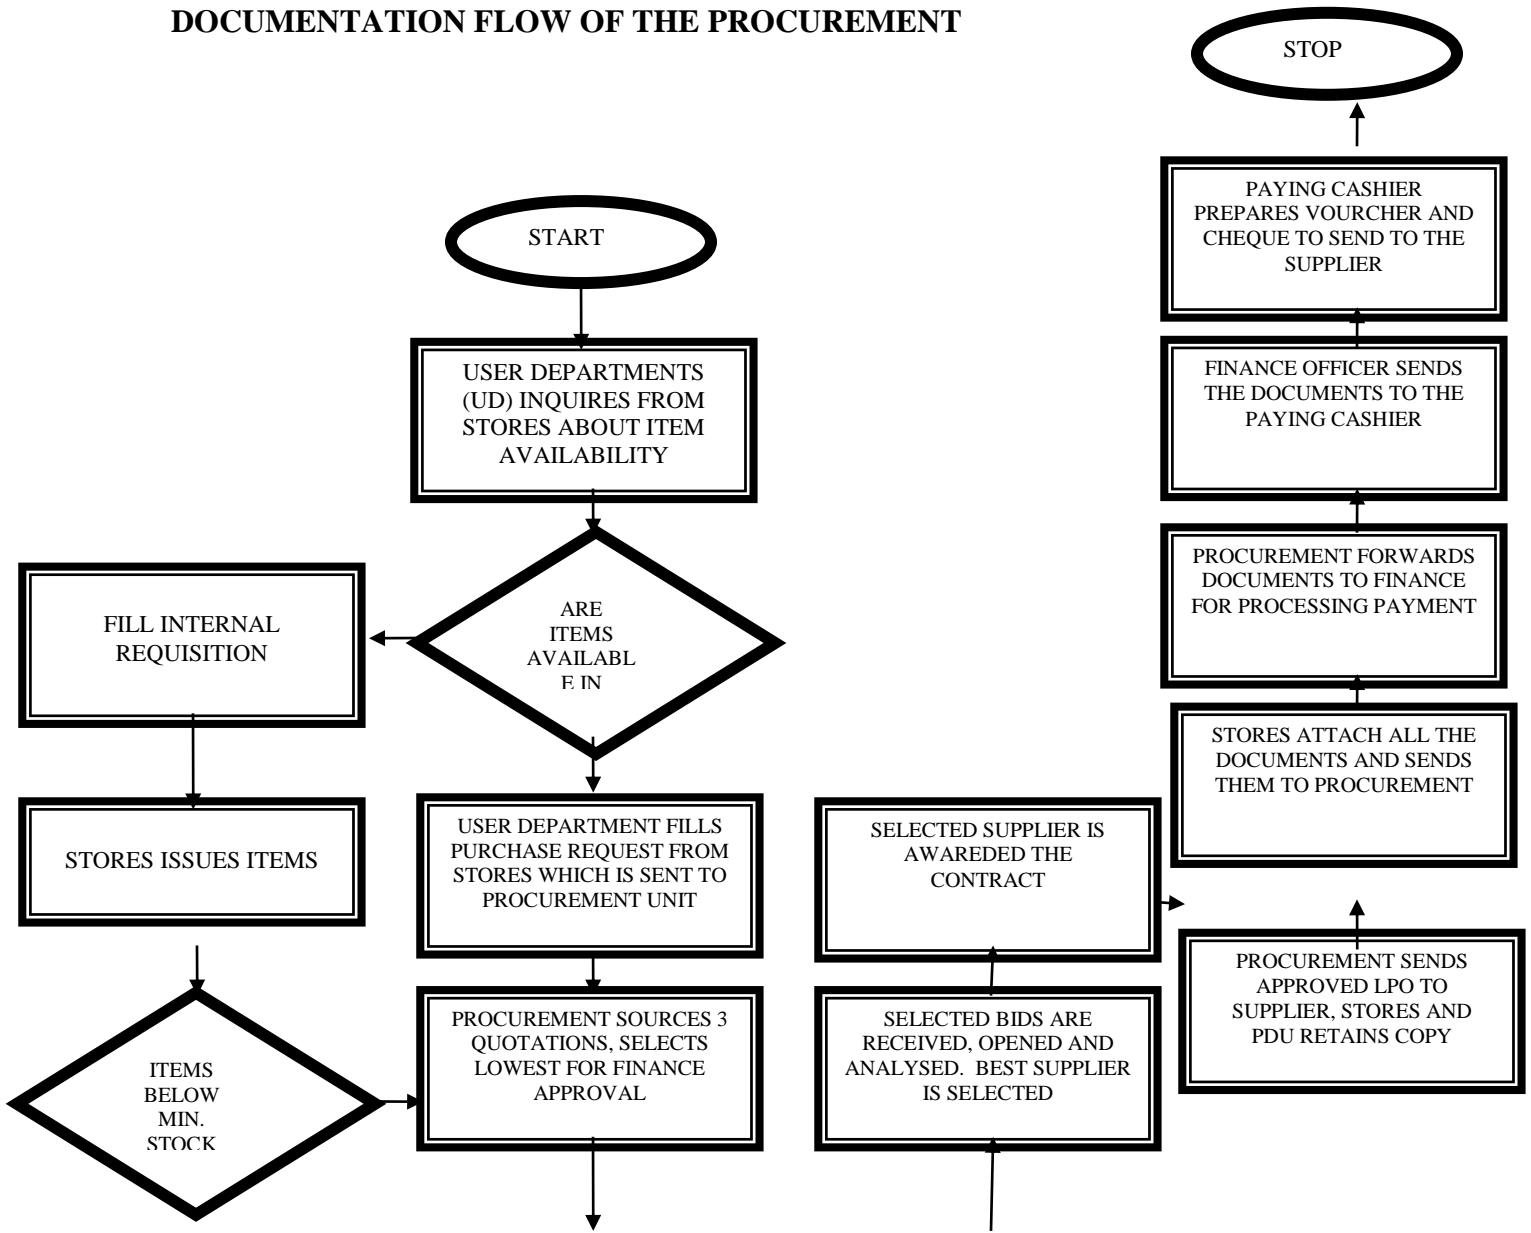 DOCUMENTATION FLOW OF THE PROCUREMENT
START
USER DEPARTMENTS
(UD) INQUIRES FROM
STORES ABOUT ITEM
AVAILABILITY
ARE
ITEMS
AVAILABL
E IN
FILL INTERNAL
REQUISITION
STORES ISSUES ITEMS
ITEMS
BELOW
MIN.
STOCK
USER DEPARTMENT FILLS
PURCHASE REQUEST FROM
STORES WHICH IS SENT TO
PROCUREMENT UNIT
PROCUREMENT SOURCES 3
QUOTATIONS, SELECTS
LOWEST FOR FINANCE
APPROVAL
SELECTED SUPPLIER IS
AWAREDED THE
CONTRACT
SELECTED BIDS ARE
RECEIVED, OPENED AND
ANALYSED. BEST SUPPLIER
IS SELECTED
STOP
PAYING CASHIER
PREPARES VOURCHER AND
CHEQUE TO SEND TO THE
SUPPLIER
FINANCE OFFICER SENDS
THE DOCUMENTS TO THE
PAYING CASHIER
PROCUREMENT FORWARDS
DOCUMENTS TO FINANCE
FOR PROCESSING PAYMENT
STORES ATTACH ALL THE
DOCUMENTS AND SENDS
THEM TO PROCUREMENT
PROCUREMENT SENDS
APPROVED LPO TO
SUPPLIER, STORES AND
PDU RETAINS COPY